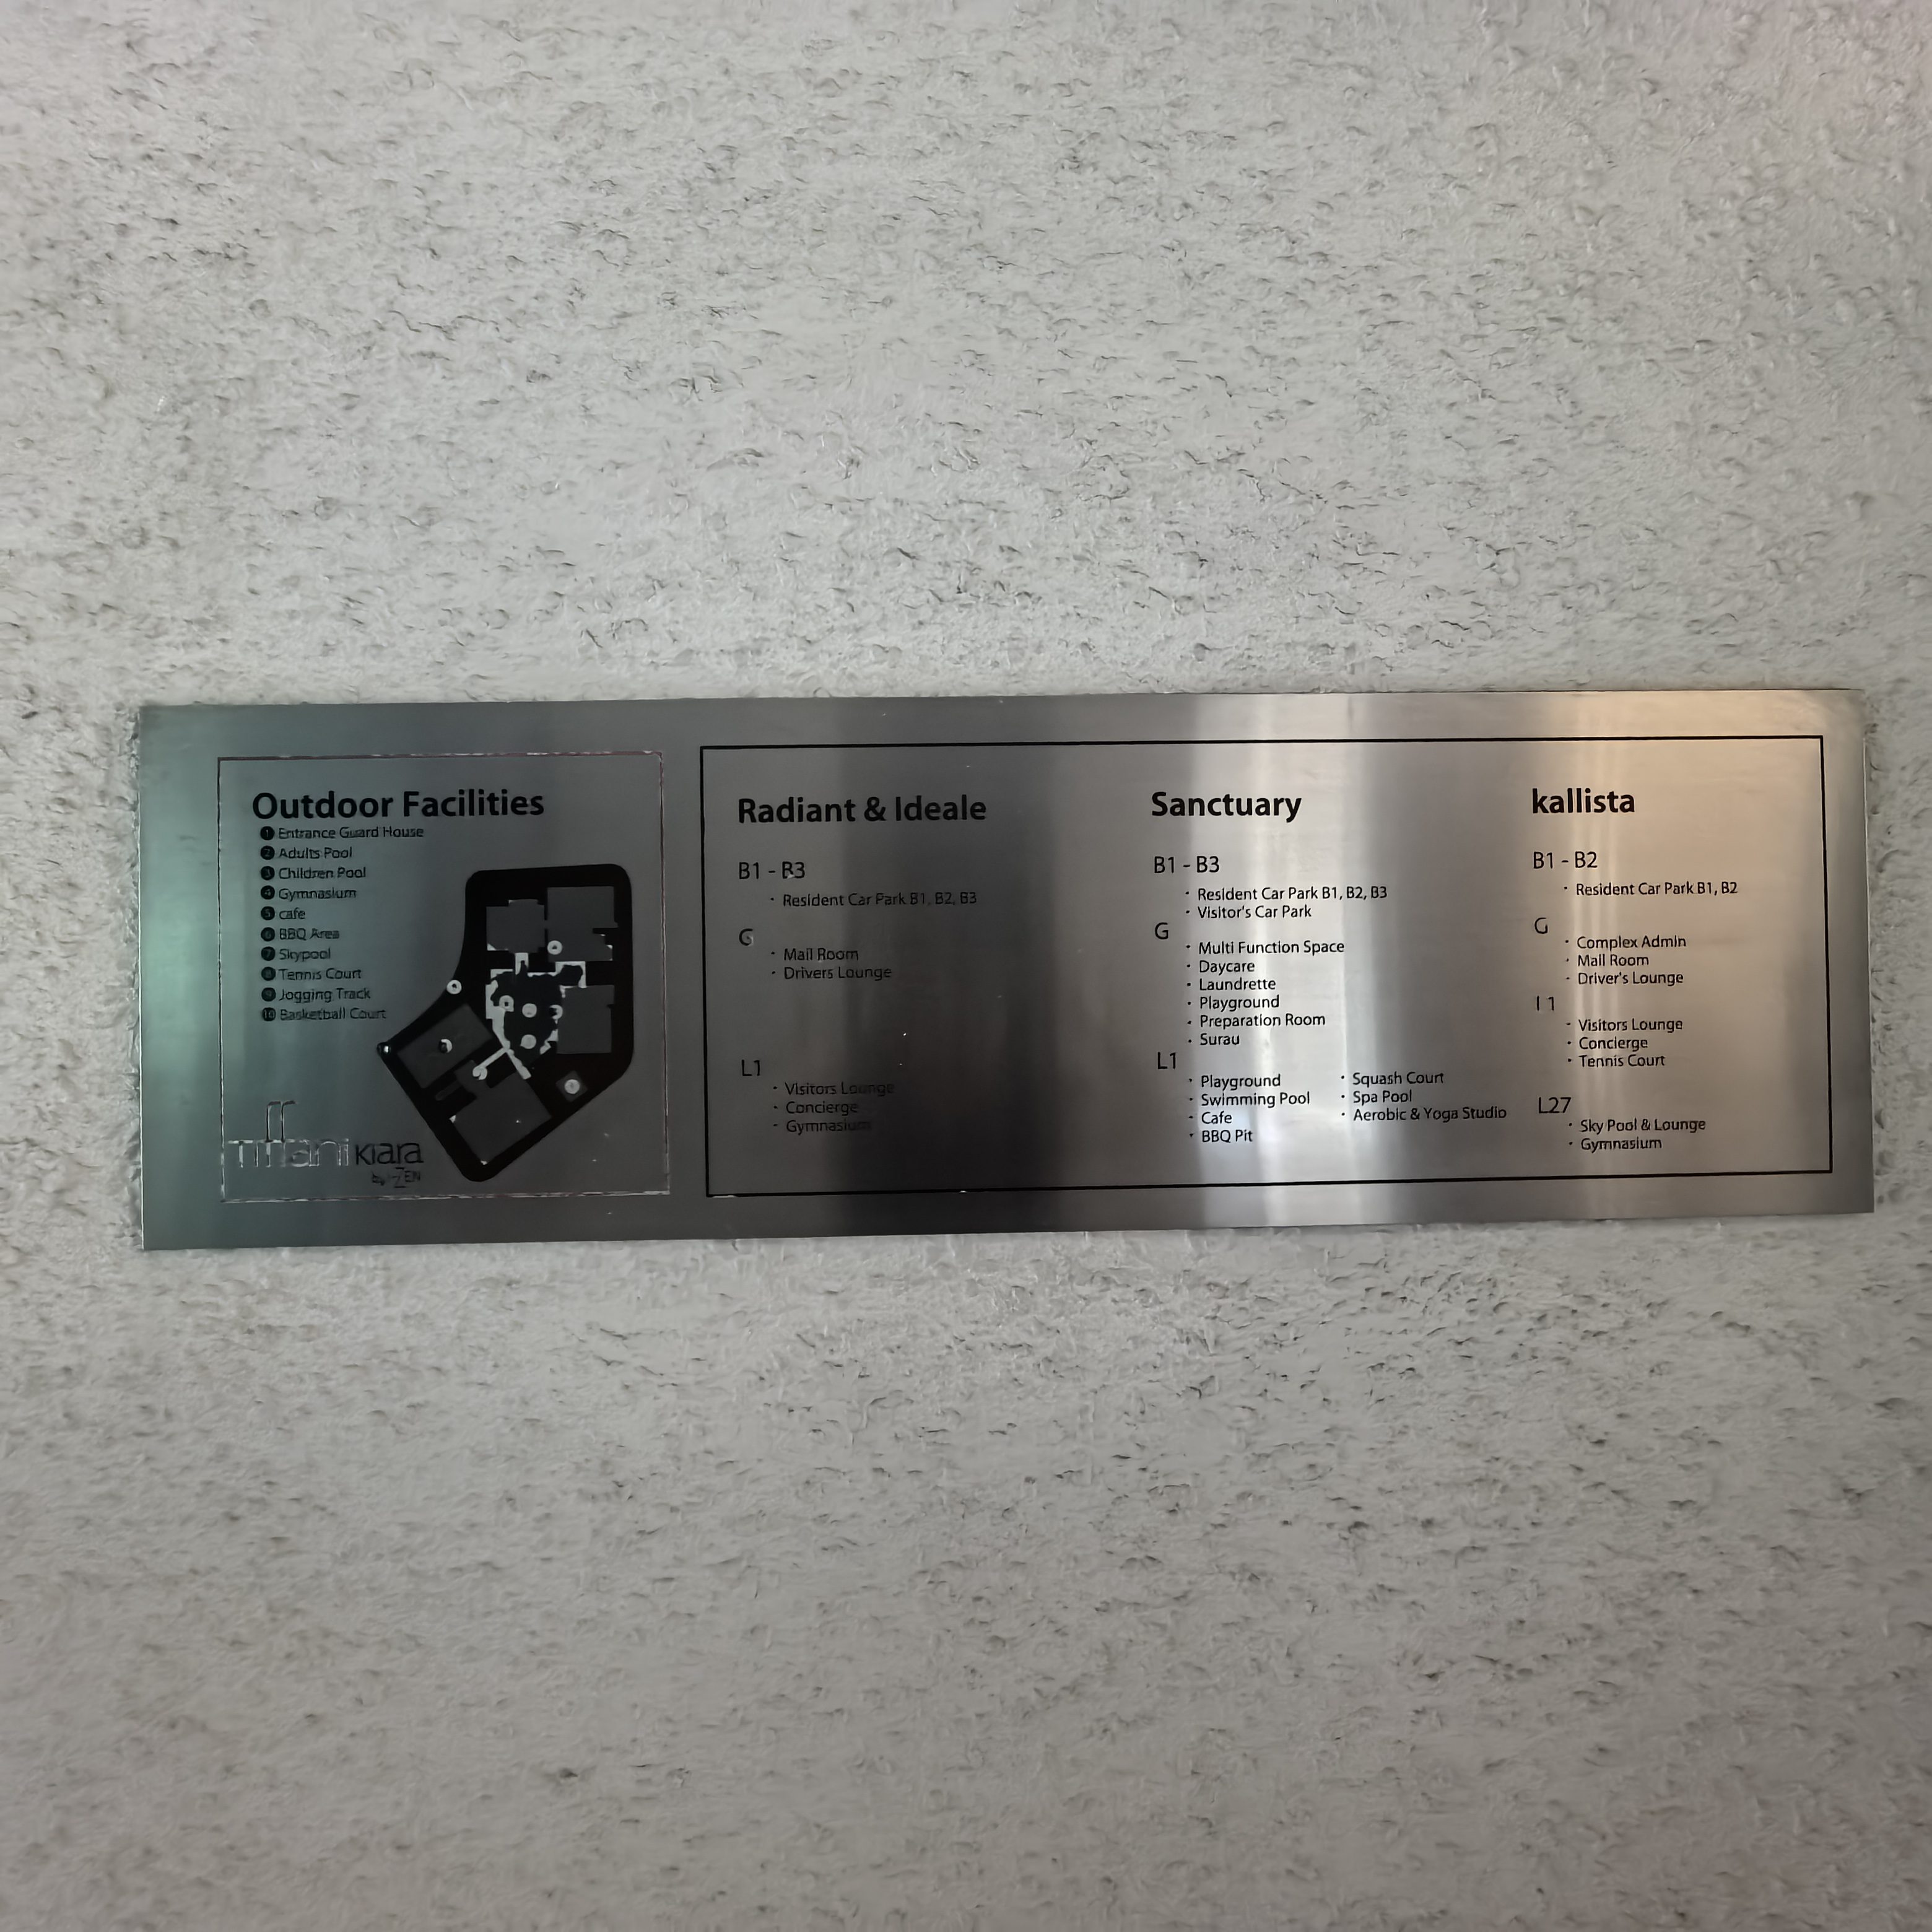 Outdoor Facilities
1 Entrance Guard House
2 Adults Pool
3 Children Pool
4 Gymnasium
5 cafe
6 BBQ Area
7 Skypool
8 Tennis Court
9 Jogging Track
10 Basketball Court
Tiffani kiara
by i-ZEN
Radiant & Ideale
B1 - B3
· Resident Car Park B1, B2, B3
G
· Mail Room
· Drivers Lounge
L1
· Visitors Lounge
· Concierge
· Gymnasium
Sanctuary
B1 - B3
· Resident Car Park B1, B2, B3
· Visitor's Car Park
G
· Multi Function Space
· Daycare
· Laundrette
· Playground
· Preparation Room
· Surau
L1
· Playground
· Swimming Pool
· Cafe
· BBQ Pit
· Squash Court
· Spa Pool
· Aerobic & Yoga Studio
kallista
B1 - B2
· Resident Car Park B1, B2
G
· Complex Admin
· Mail Room
· Driver's Lounge
L1
· Visitors Lounge
· Concierge
· Tennis Court
L27
· Sky Pool & Lounge
· Gymnasium